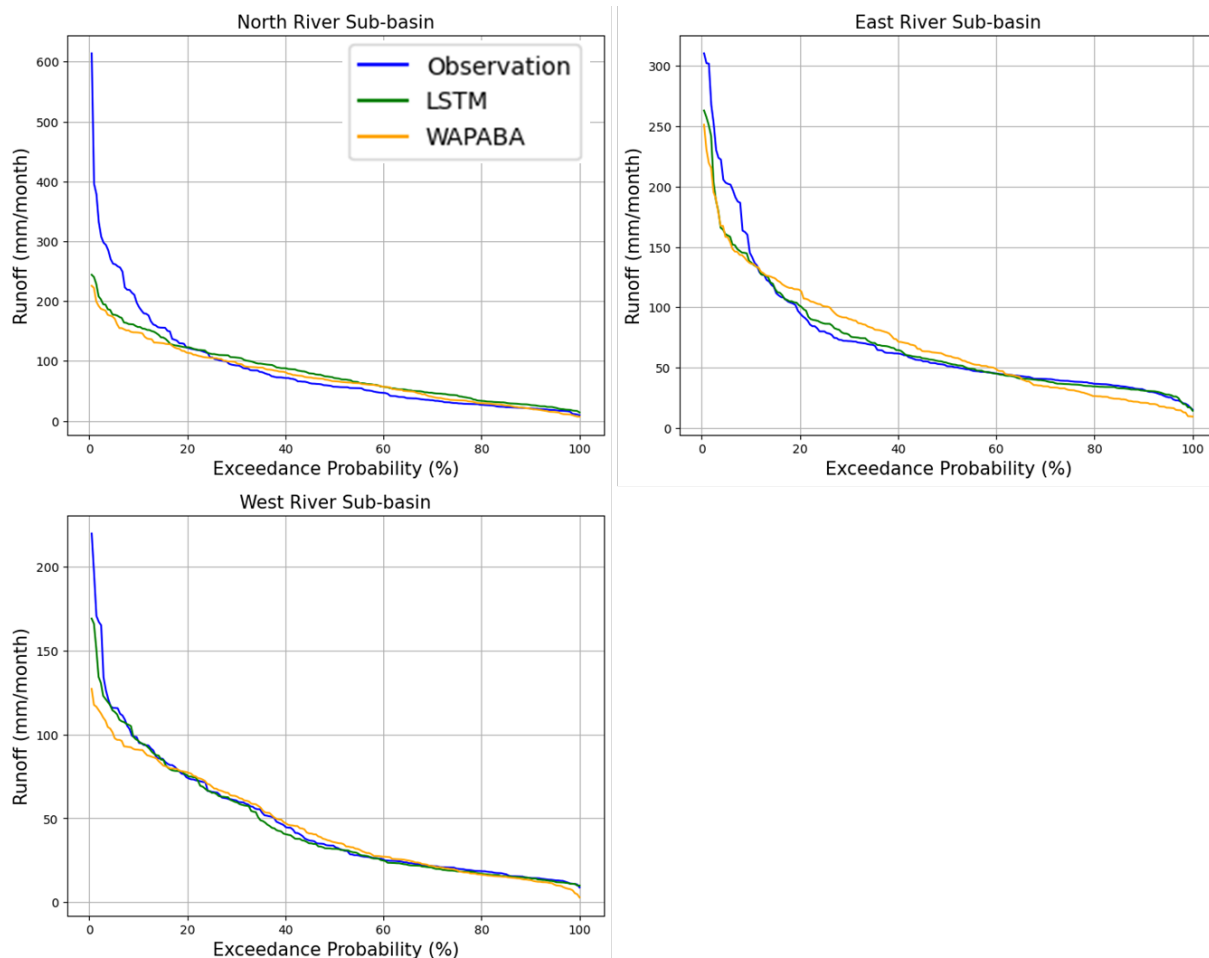 North River Sub-basin
Runoff (mm/month)
600
500
400
300
200
100
0
Observation
LSTM
WAPABA
0 20 40 60 80 100
Exceedance Probability (%)
East River Sub-basin
Runoff (mm/month)
300
250
200
150
100
50
0
0 20 40 60 80 100
Exceedance Probability (%)
West River Sub-basin
Runoff (mm/month)
200
150
100
50
0
0 20 40 60 80 100
Exceedance Probability (%)